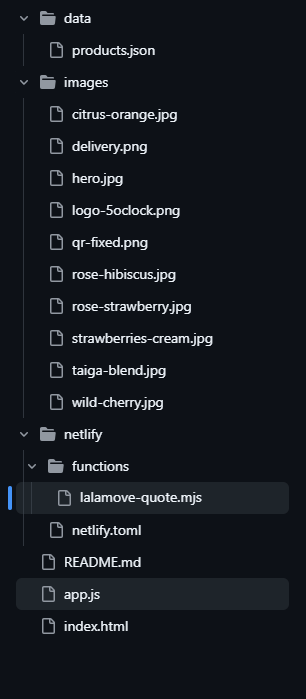 data
products.json
images
citrus-orange.jpg
delivery.png
hero.jpg
logo-5oclock.png
qr-fixed.png
rose-hibiscus.jpg
rose-strawberry.jpg
strawberries-cream.jpg
taiga-blend.jpg
wild-cherry.jpg
netlify
functions
lalamove-quote.mjs
netlify.toml
README.md
app.js
index.html